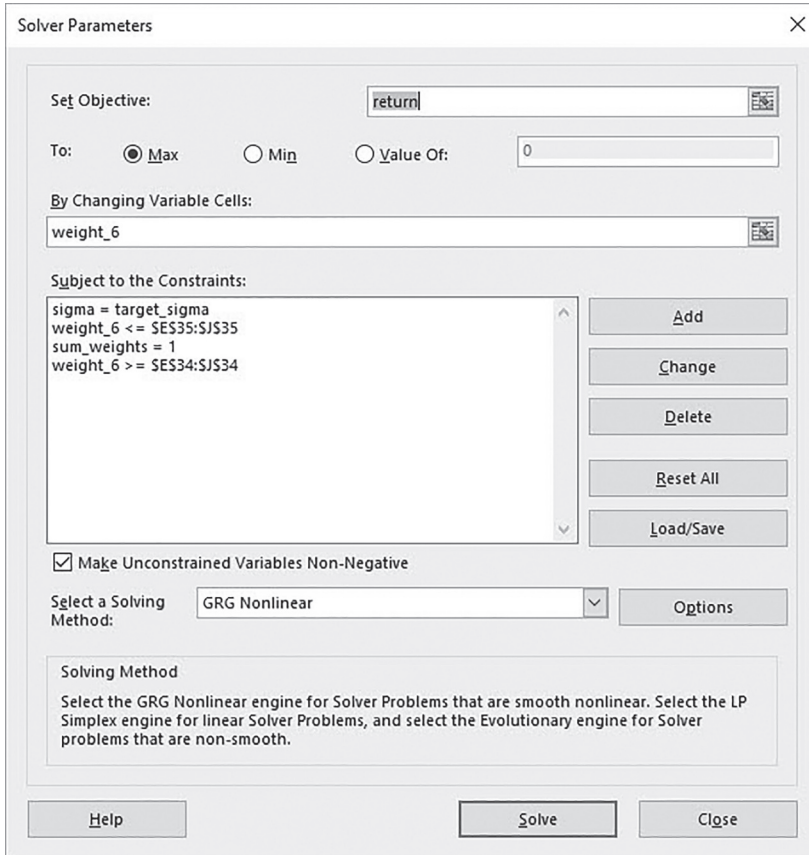 Solver Parameters
Set Objective:
return
To:
Max
Min
Value Of:
0
By Changing Variable Cells:
weight_6
Subject to the Constraints:
sigma = target_sigma
weight_6 <= $E$35:$J$35
sum_weights = 1
weight_6 >= $E$34:$J$34
Add
Change
Delete
Reset All
Load/Save
Make Unconstrained Variables Non-Negative
Select a Solving
Method:
GRG Nonlinear
Options
Solving Method
Select the GRG Nonlinear engine for Solver Problems that are smooth nonlinear. Select the LP
Simplex engine for linear Solver Problems, and select the Evolutionary engine for Solver
problems that are non-smooth.
Help
Solve
Close